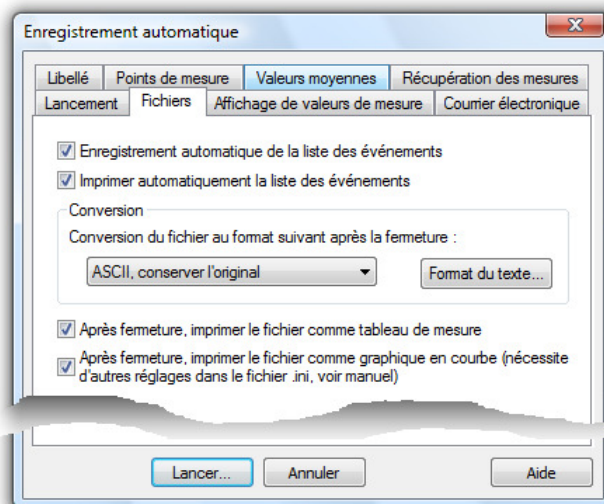 Enregistrement automatique
Libellé Points de mesure Valeurs moyennes Récupération des mesures
Lancement Fichiers Affichage de valeurs de mesure Courrier électronique
Enregistrement automatique de la liste des événements
Imprimer automatiquement la liste des événements
Conversion
Conversion du fichier au format suivant après la fermeture :
ASCII, conserver l'original Format du texte...
Après fermeture, imprimer le fichier comme tableau de mesure
Après fermeture, imprimer le fichier comme graphique en courbe (nécessite
d'autres réglages dans le fichier .ini, voir manuel)
Lancer... Annuler Aide